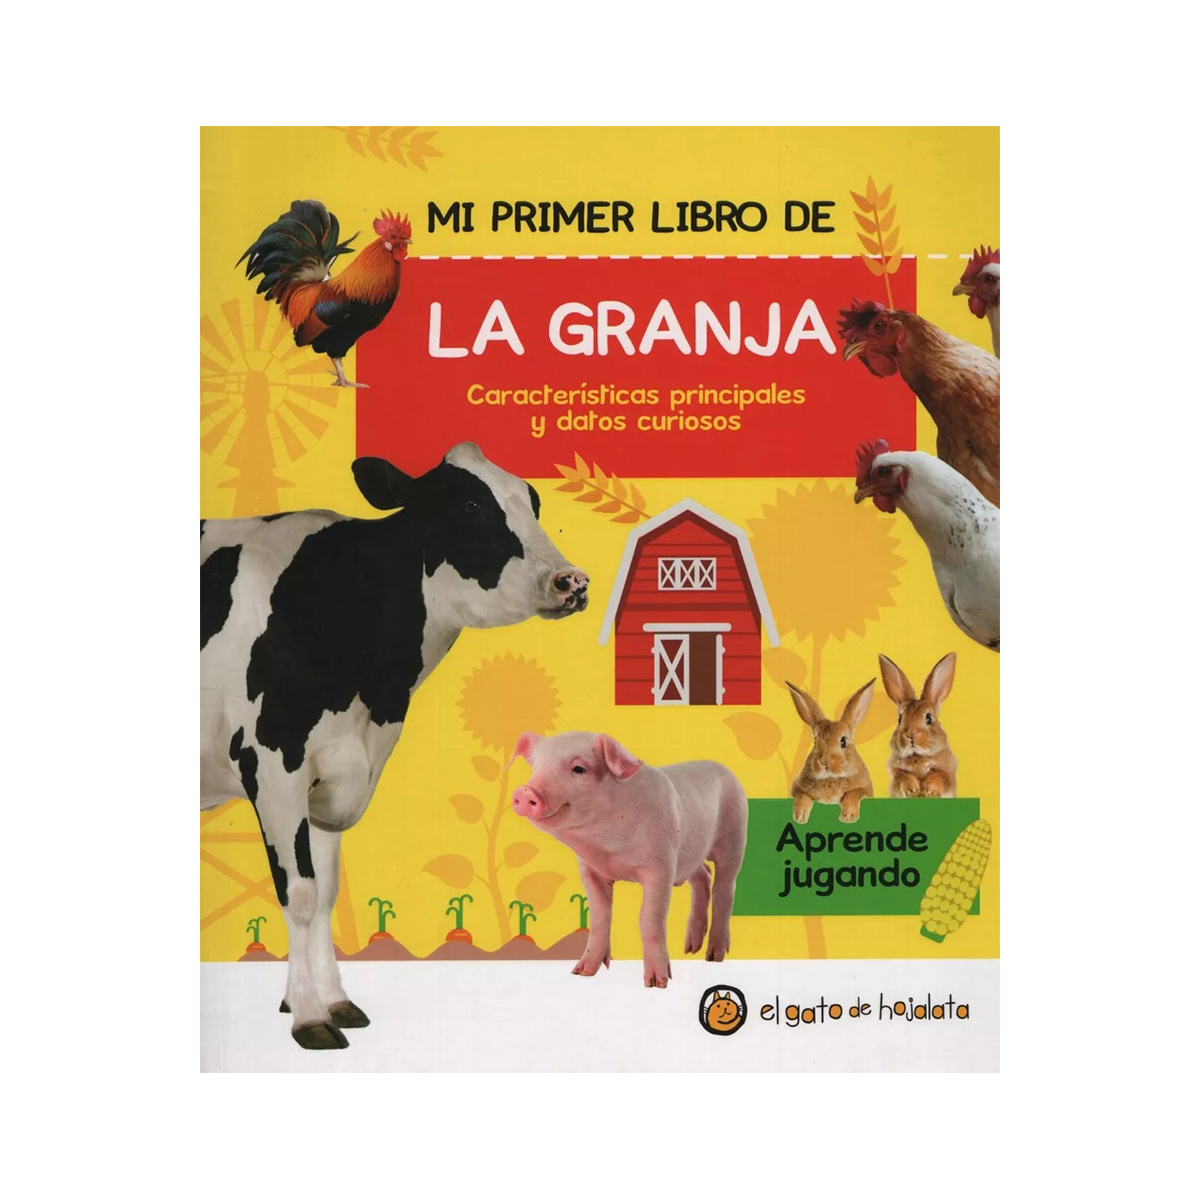 MI PRIMER LIBRO DE
LA GRANJA
Características principales
y datos curiosos
Aprende
jugando
el gato de hojalata